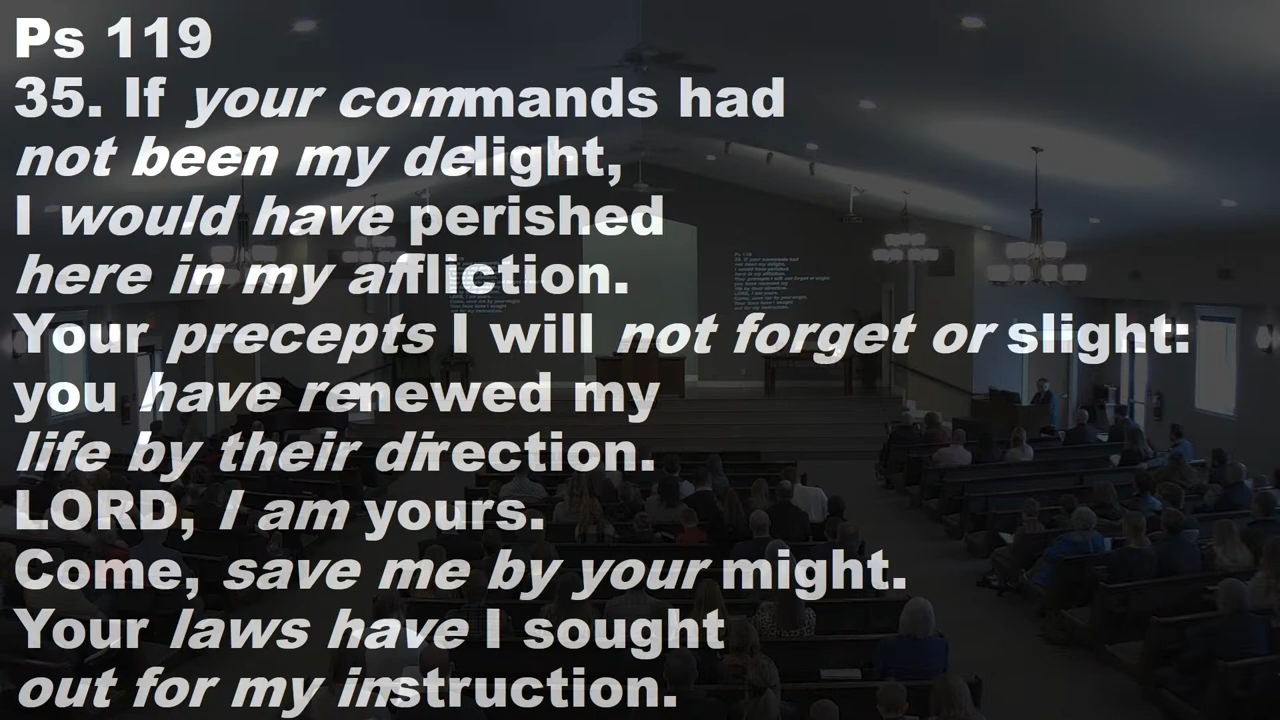 Ps 119
35. If your commands had
not been my delight,
I would have perished
here in my affliction.
Your precepts I will not forget or slight:
you have renewed my
life by their direction.
LORD, I am yours.
Come, save me by your might.
Your laws have I sought
out for my instruction.